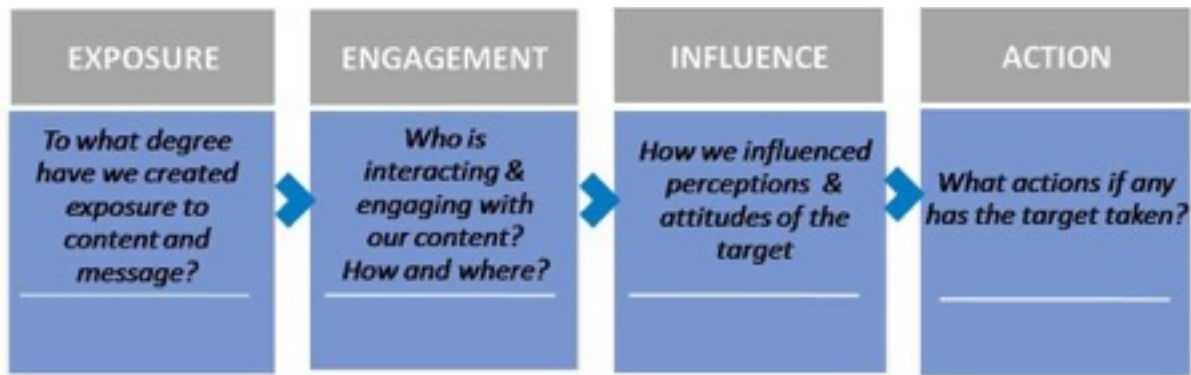 EXPOSURE
To what degree
have we created
exposure to
content and
message?
ENGAGEMENT
Who is
interacting &
engaging with
our content?
How and where?
INFLUENCE
How we influenced
perceptions & 
attitudes of the
target
ACTION
What actions if any
has the target taken?